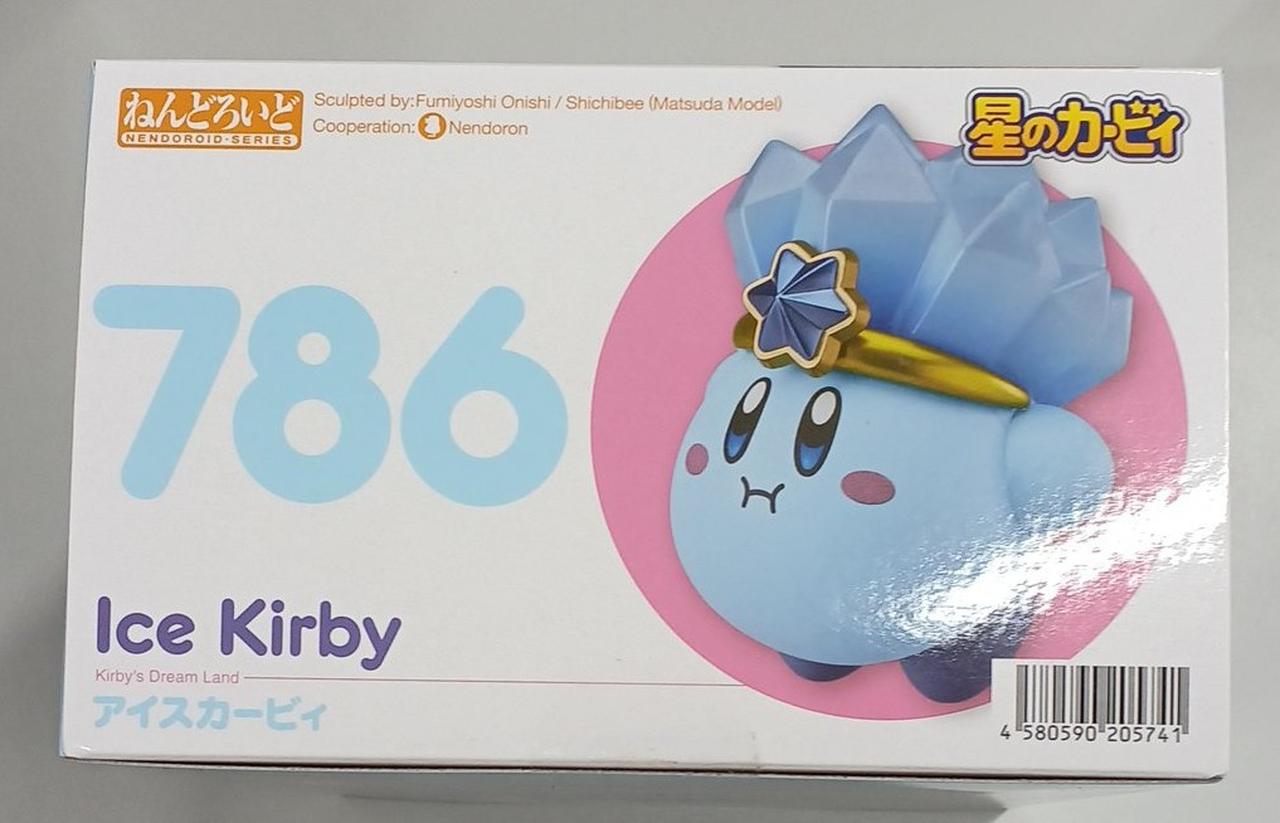 ねんどろいど
NENDOROID·SERIES
Sculpted by:Fumiyoshi Onishi / Shichibee (Matsuda Model)
Cooperation: Nendoron
星のカービィ
786
Ice Kirby
Kirby's Dream Land
アイスカービィ
4 580590 205741